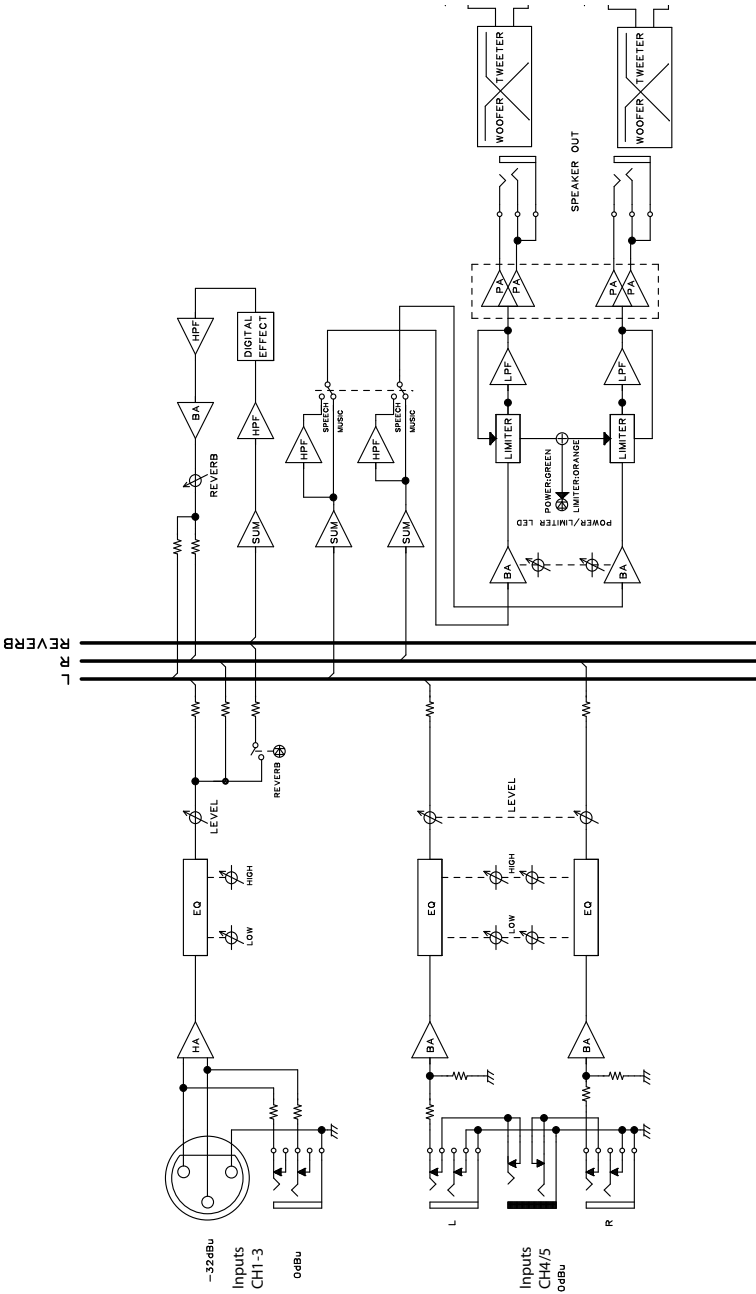 WOOFER TWEETER
WOOFER TWEETER
SPEAKER OUT
PA
PA
PA
PA
HPF
DIGITAL
EFFECT
BA
HPF
LPF
LPF
SPEECH
MUSIC
HPF
SPEECH
MUSIC
HPF
LIMITER
LIMITER
REVERB
POWER:GREEN
LIMITER:ORANGE
POWER/LIMITER LED
SUM
SUM
SUM
BA
BA
REVERB
R
L
REVERB
LEVEL
LEVEL
EQ
HIGH
LOW
EQ
HIGH
LOW
EQ
HA
BA
BA
L
R
-32dBu
Inputs
CH1-3
0dBu
Inputs
CH4/5
0dBu